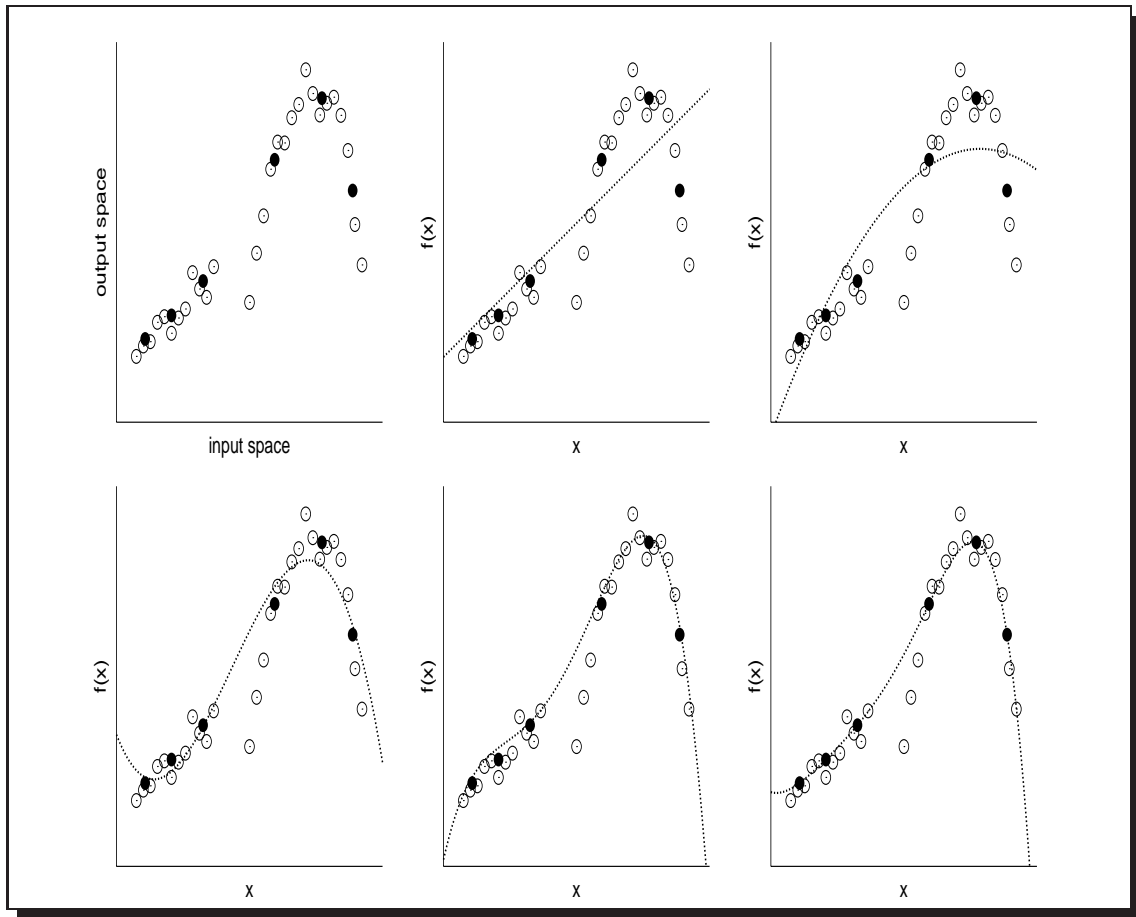 output space
input space
f(x)
x
f(x)
x
f(x)
x
f(x)
x
f(x)
x